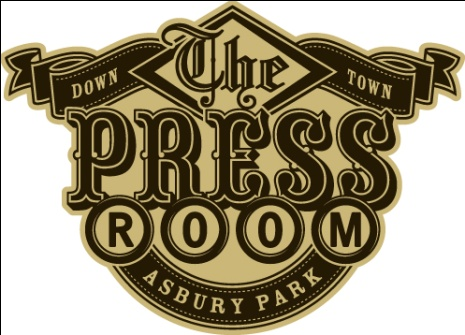 The
DOWN TOWN
PRESS
ROOM
ASBURY PARK